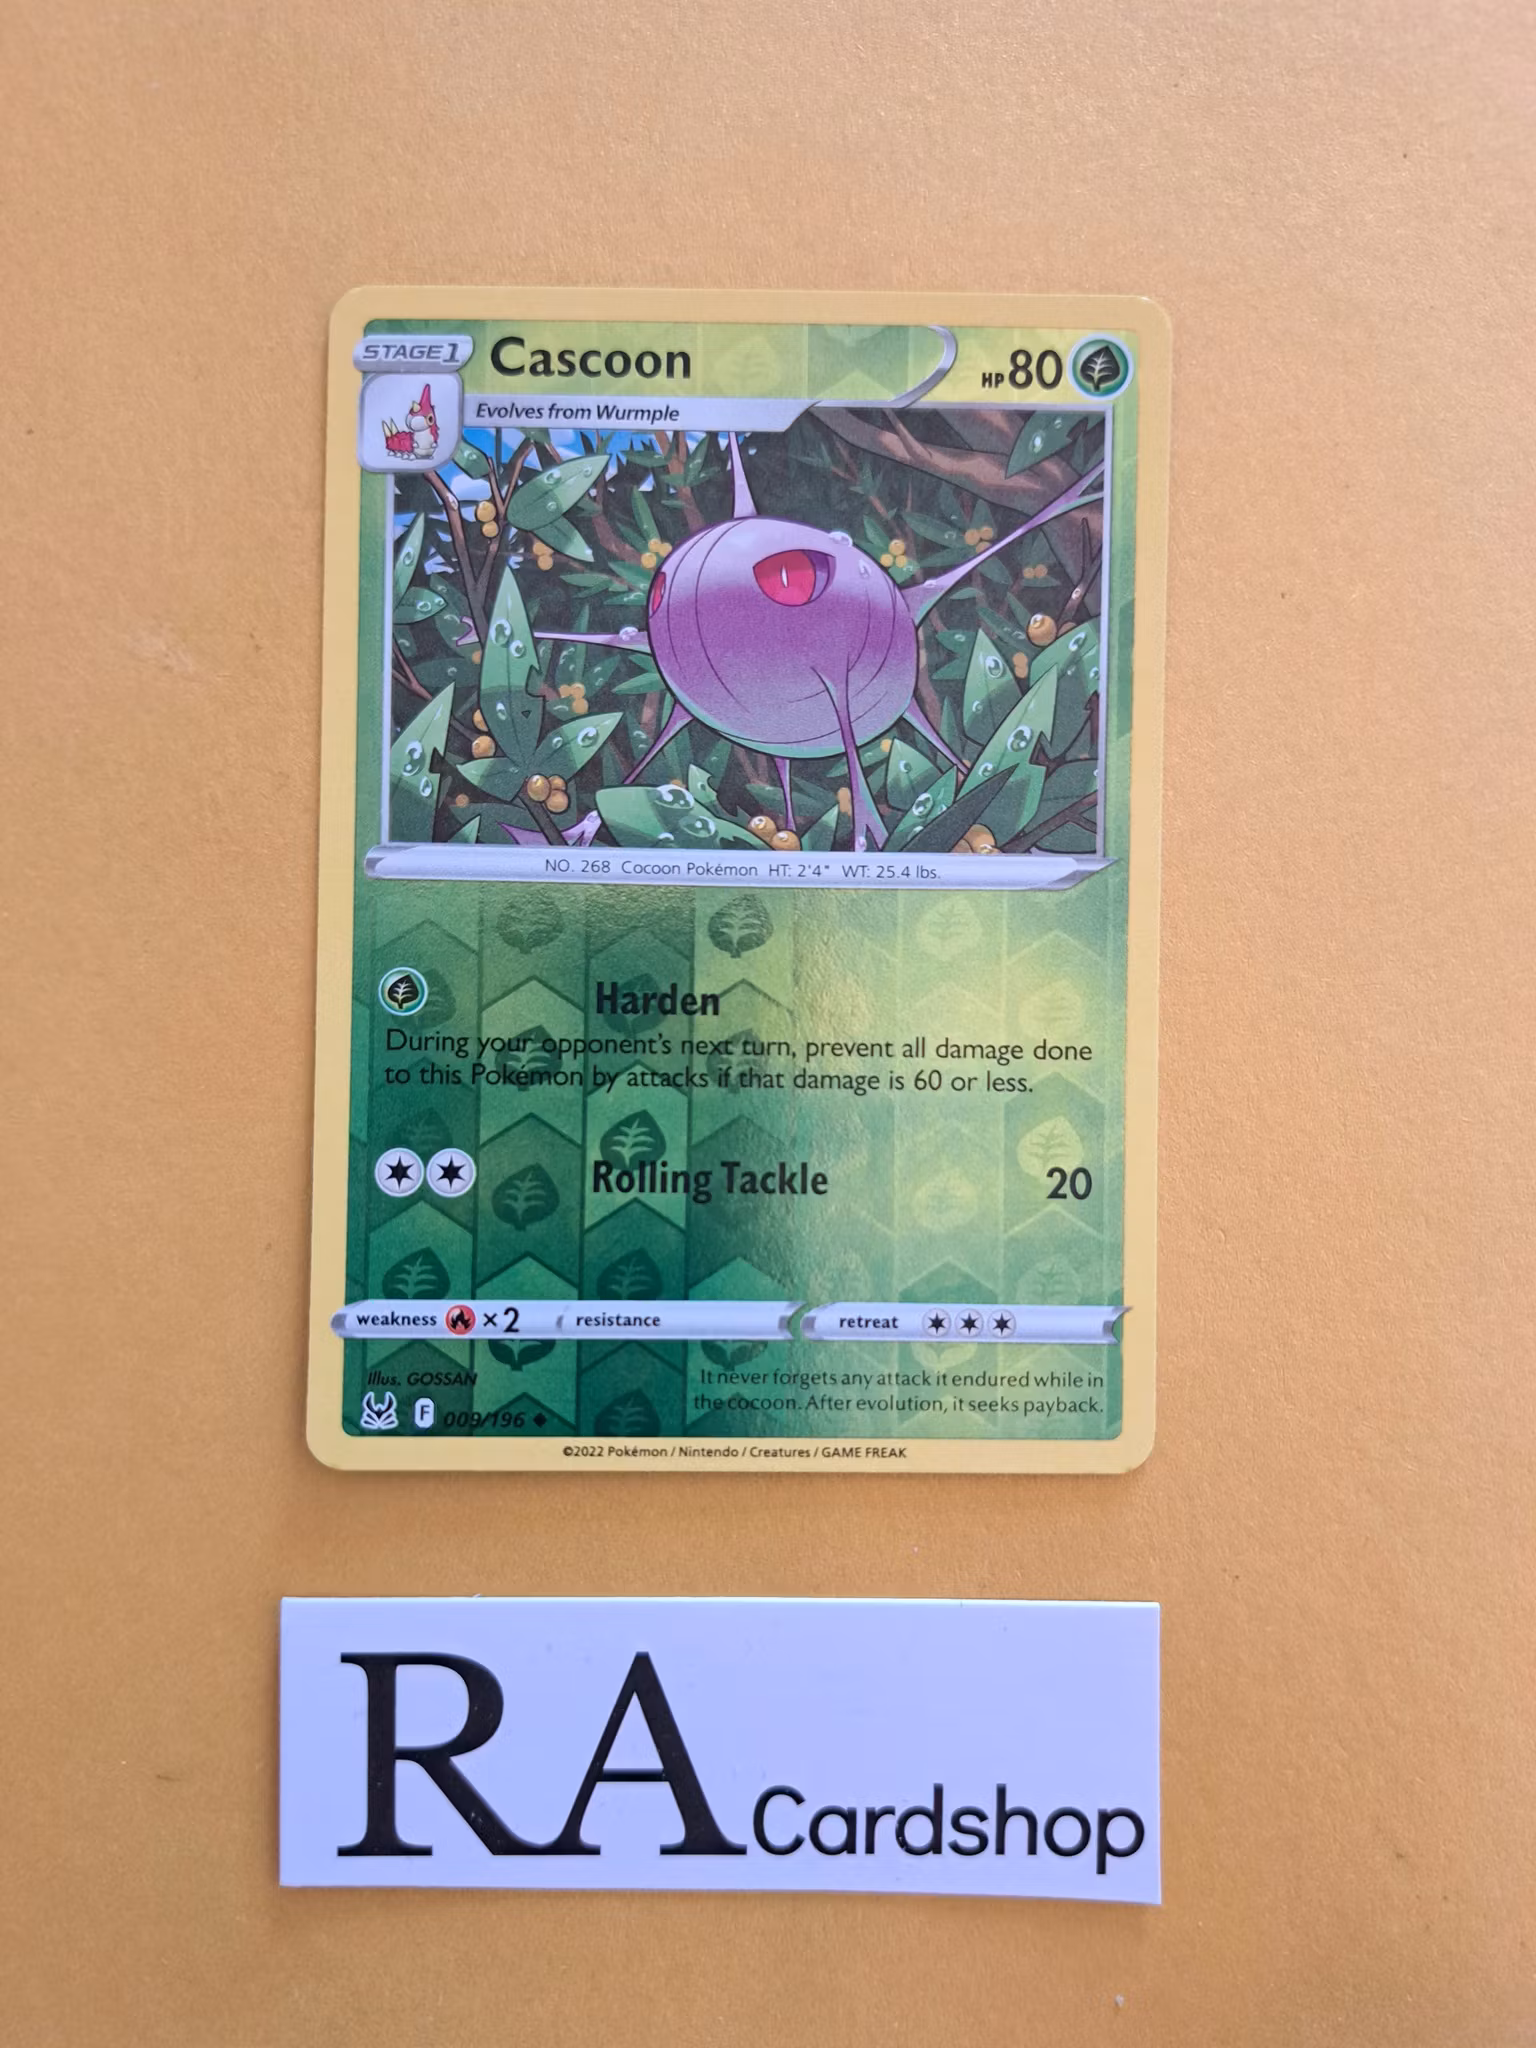 STAGE 1
Cascoon
HP 80
Evolves from Wurmple
NO. 268 Cocoon Pokémon HT: 2'4" WT: 25.4 lbs.
Harden
During your opponent's next turn, prevent all damage done
to this Pokémon by attacks if that damage is 60 or less.
Rolling Tackle 20
weakness ×2 resistance retreat
Illus. GOSSAN
It never forgets any attack it endured while in
the cocoon. After evolution, it seeks payback.
F 009/196
©2022 Pokémon / Nintendo / Creatures / GAME FREAK
RA Cardshop